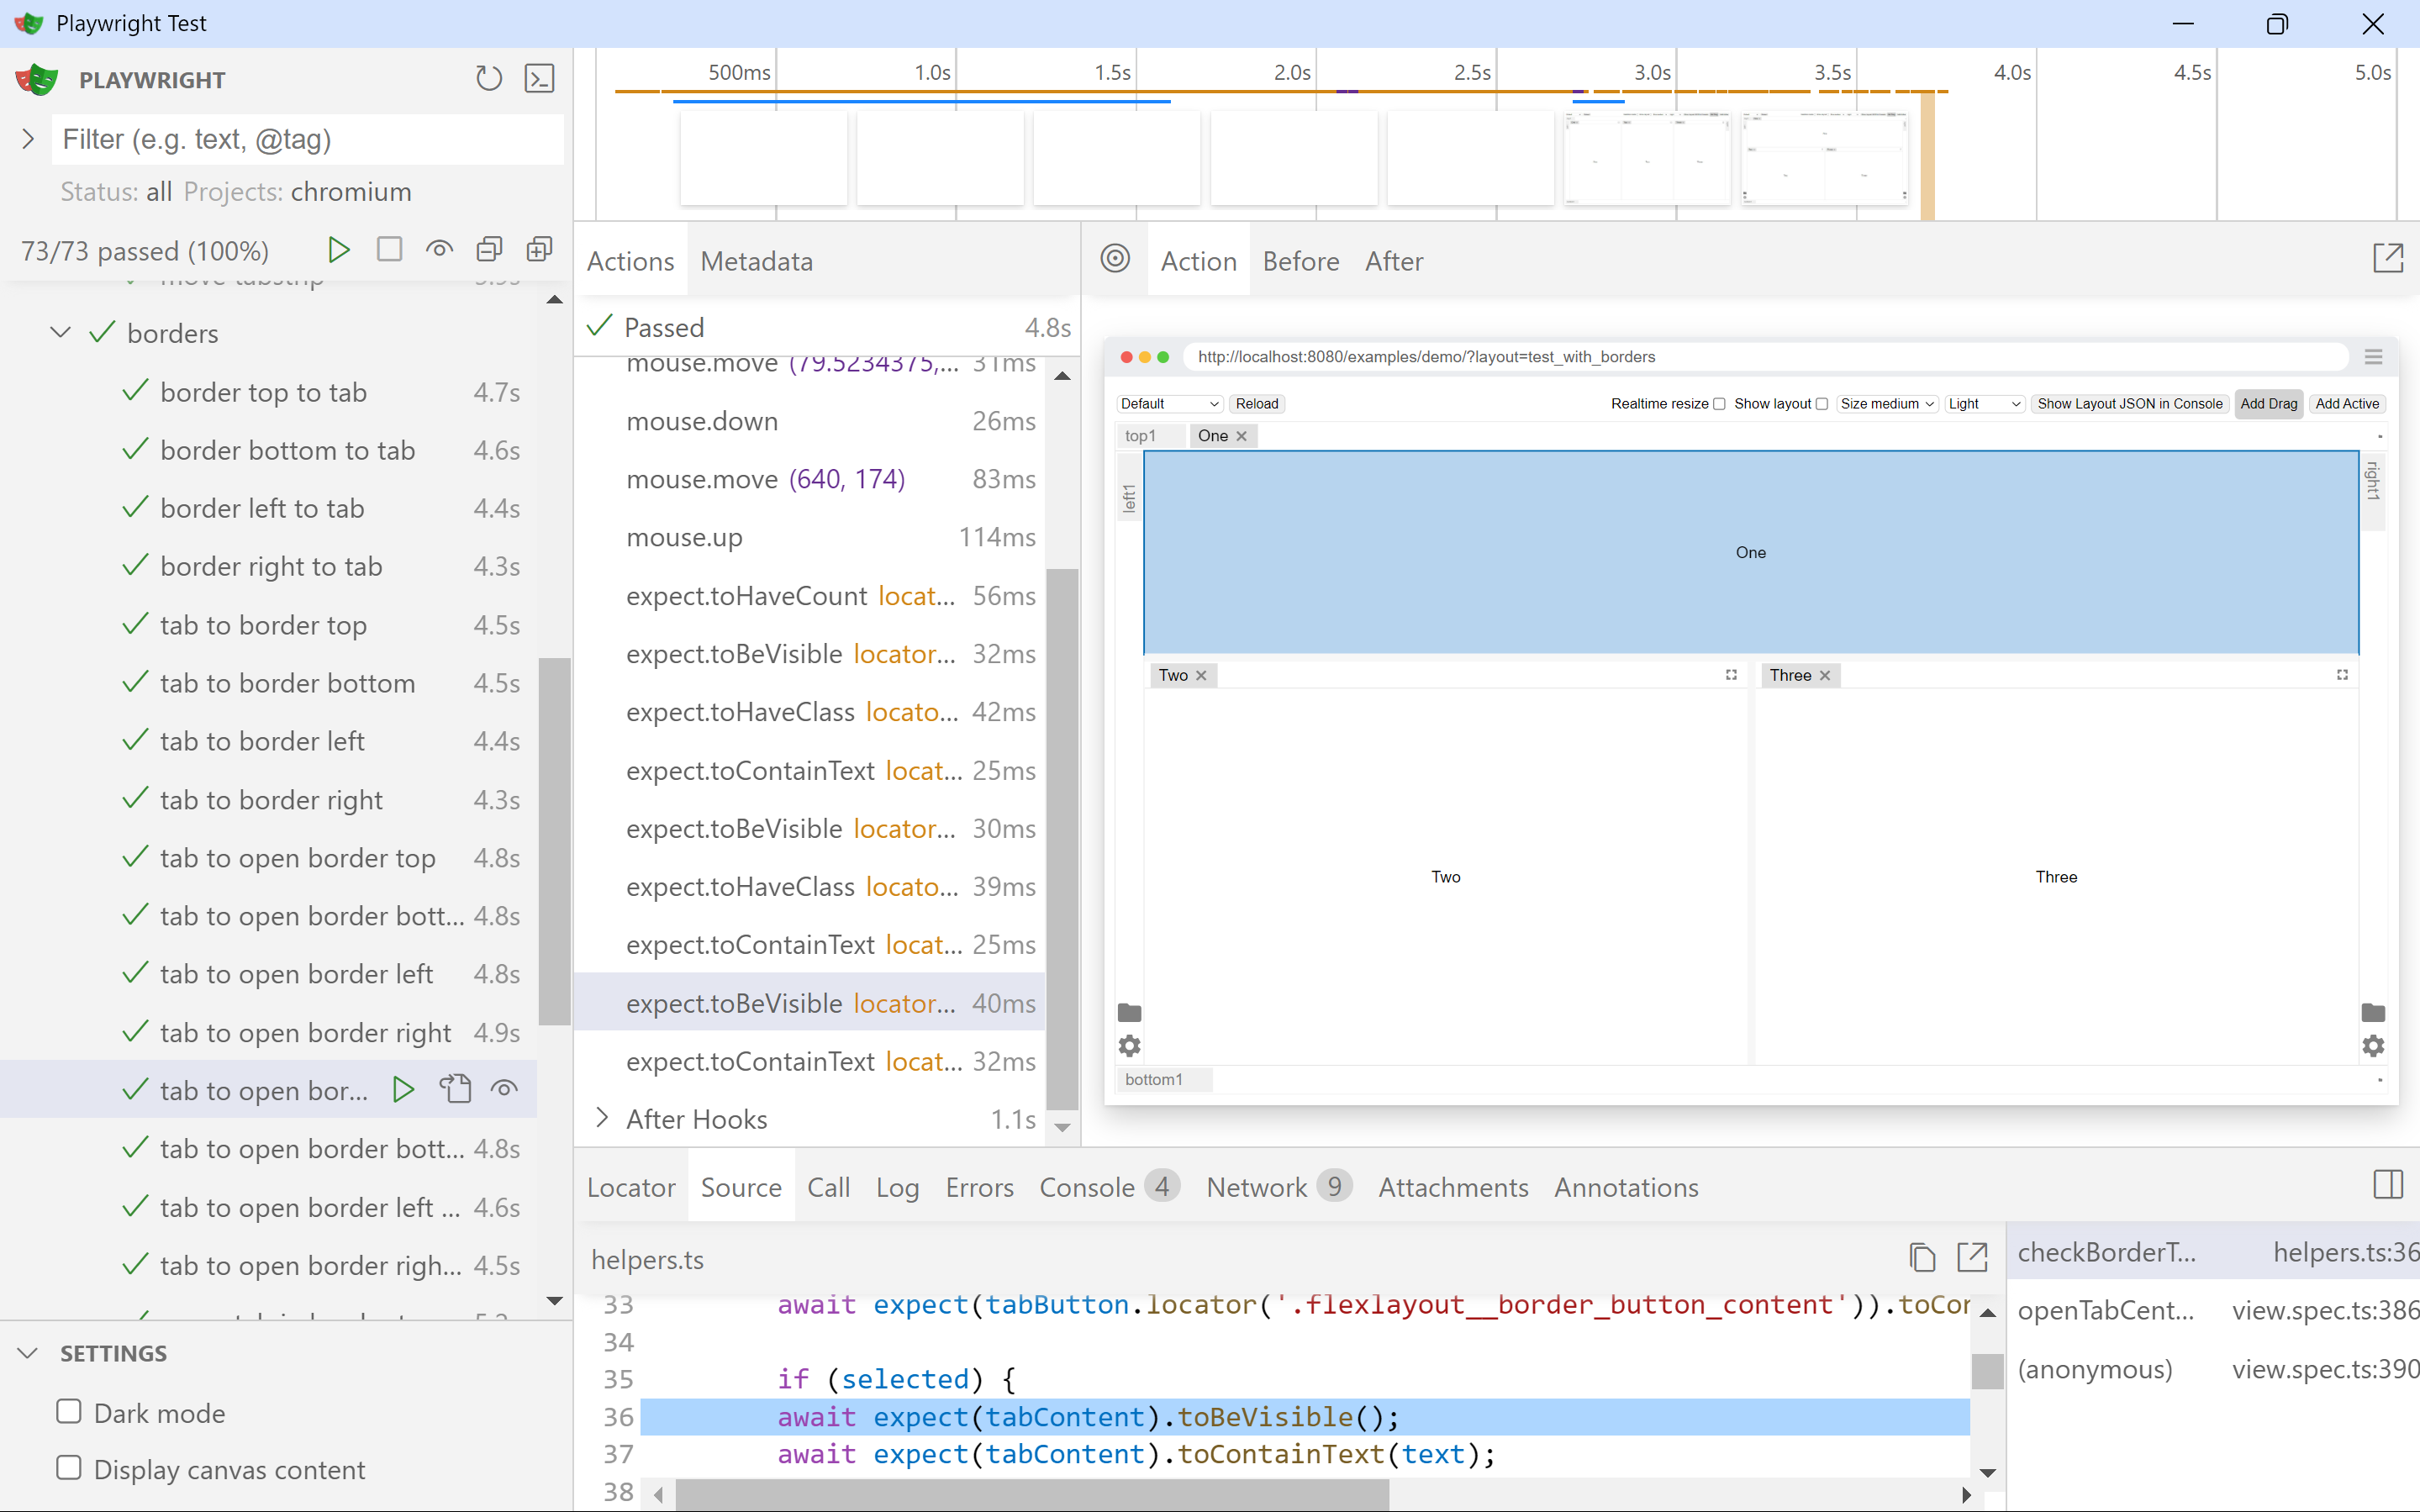 Playwright Test
PLAYWRIGHT
Filter (e.g. text, @tag)
Status: all Projects: chromium
73/73 passed (100%)
borders
border top to tab 4.7s
border bottom to tab 4.6s
border left to tab 4.4s
border right to tab 4.3s
tab to border top 4.5s
tab to border bottom 4.5s
tab to border left 4.4s
tab to border right 4.3s
tab to open border top 4.8s
tab to open border bott... 4.8s
tab to open border left 4.8s
tab to open border right 4.9s
tab to open bor...
tab to open border bott... 4.8s
tab to open border left ... 4.6s
tab to open border righ... 4.5s
SETTINGS
Dark mode
Display canvas content
500ms 1.0s 1.5s 2.0s 2.5s 3.0s 3.5s 4.0s 4.5s 5.0s
Actions Metadata
Passed 4.8s
mouse.move (79.5234375,... 31ms
mouse.down 26ms
mouse.move (640, 174) 83ms
mouse.up 114ms
expect.toHaveCount locat... 56ms
expect.toBeVisible locator... 32ms
expect.toHaveClass locato... 42ms
expect.toContainText locat... 25ms
expect.toBeVisible locator... 30ms
expect.toHaveClass locato... 39ms
expect.toContainText locat... 25ms
expect.toBeVisible locator... 40ms
expect.toContainText locat... 32ms
After Hooks 1.1s
Action Before After
http://localhost:8080/examples/demo/?layout=test_with_borders
Default Reload Realtime resize Show layout Size medium Light Show Layout JSON in Console Add Drag Add Active
top1 One
left1
right1
One
Two Three
Two Three
bottom1
Locator Source Call Log Errors Console 4 Network 9 Attachments Annotations
helpers.ts
33 await expect(tabButton.locator('.flexlayout__border_button_content')).toCor
34
35 if (selected) {
36 await expect(tabContent).toBeVisible();
37 await expect(tabContent).toContainText(text);
38
checkBorderT... helpers.ts:36
openTabCent... view.spec.ts:386
(anonymous) view.spec.ts:390